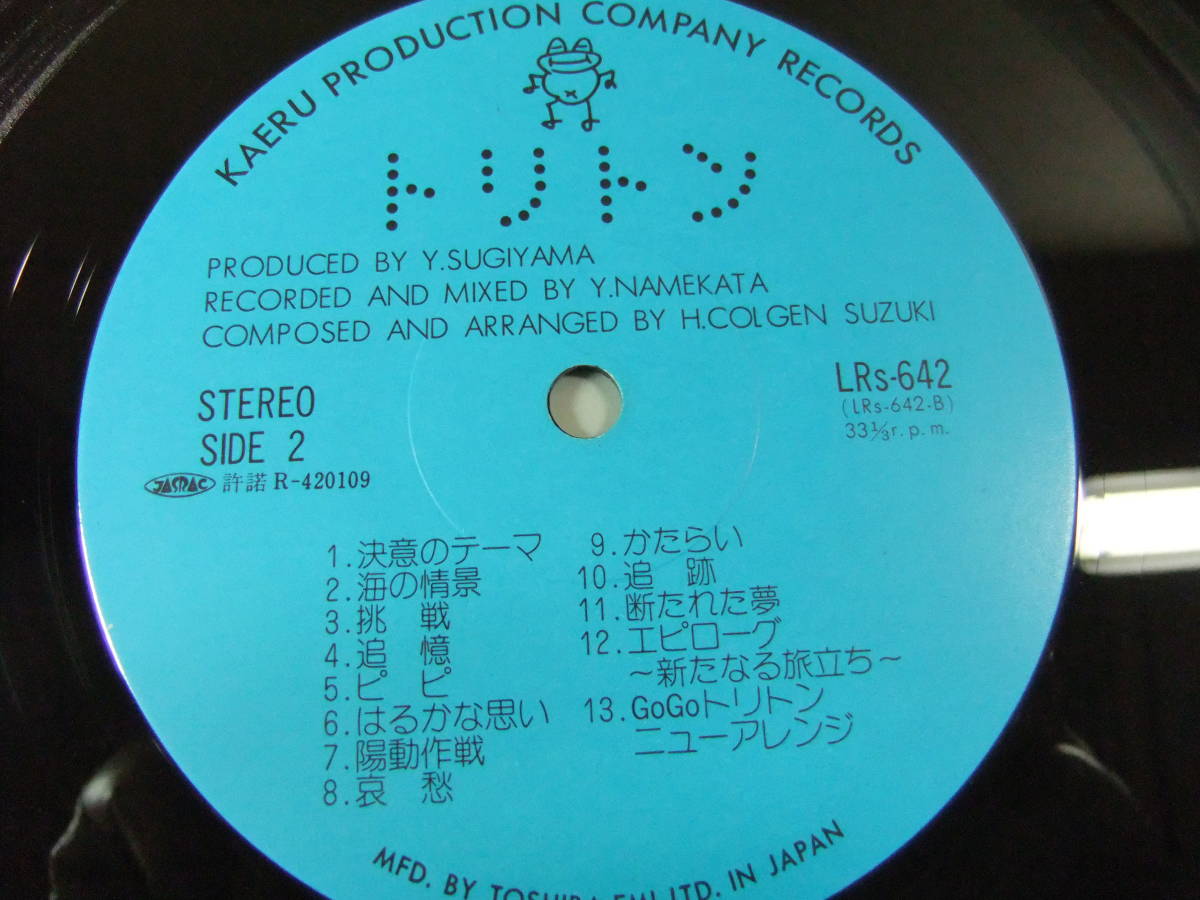 KAERU PRODUCTION COMPANY RECORDS
トリトン
PRODUCED BY Y.SUGIYAMA
RECORDED AND MIXED BY Y.NAMEKATA
COMPOSED AND ARRANGED BY H.COLGEN SUZUKI
STEREO
SIDE 2
JASRAC 許諾 R-420109
LRs-642
(LRs-642-B)
33⅓r.p.m.
1.決意のテーマ
2.海の情景
3.挑 戦
4.追 憶
5.ピ ピ
6.はるかな思い
7.陽動作戦
8.哀 愁
9.かたらい
10.追 跡
11.断たれた夢
12.エピローグ
～新たなる旅立ち～
13.GoGoトリトン
ニューアレンジ
MFD. BY TOSHIBA EMI LTD. IN JAPAN